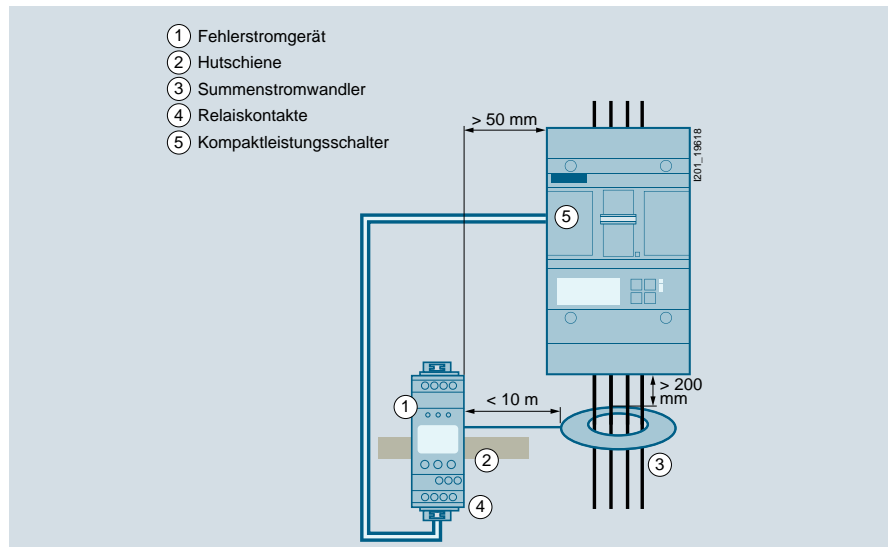 1 Fehlerstromgerät
2 Hutschiene
3 Summenstromwandler
4 Relaiskontakte
5 Kompaktleistungsschalter
> 50 mm
I201_19618
5
> 200
mm
< 10 m
1
2
3
4